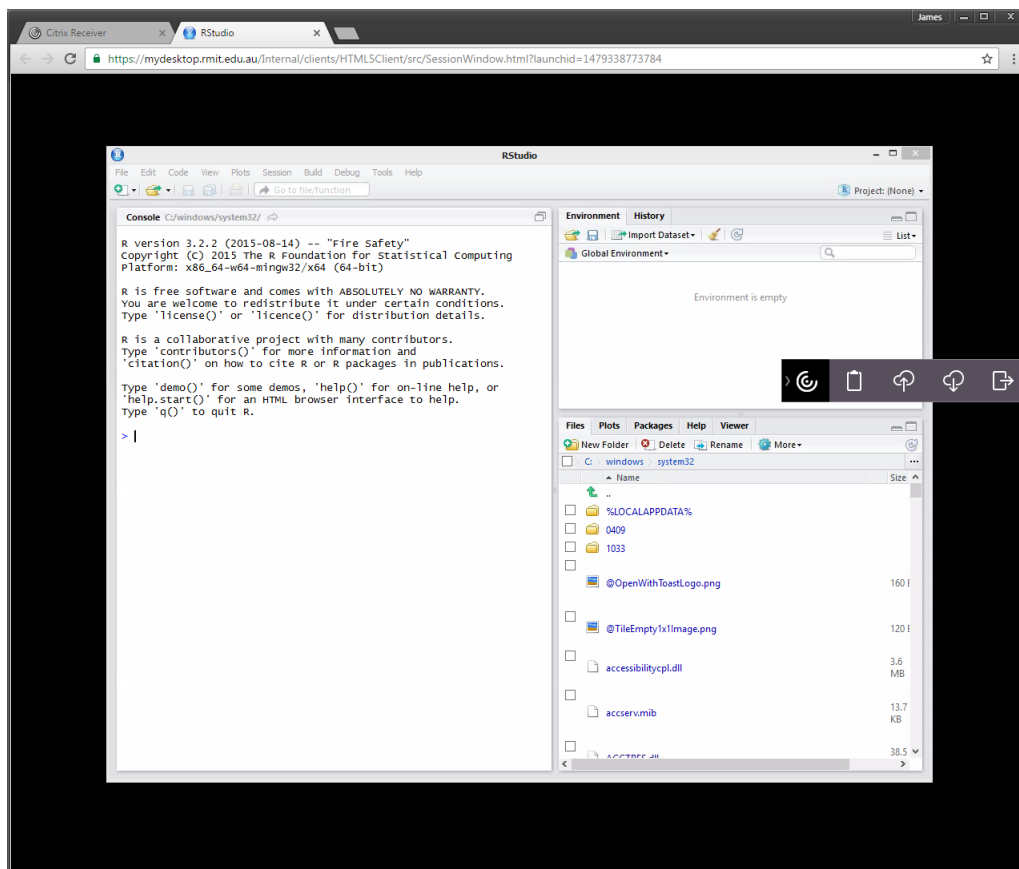 James
Citrix Receiver
RStudio
https://mydesktop.rmit.edu.au/Internal/clients/HTML5Client/src/SessionWindow.html?launchid=1479338773784
RStudio
File Edit Code View Plots Session Build Debug Tools Help
Go to file/function
Project: (None)
Console C:/windows/system32/
R version 3.2.2 (2015-08-14) -- "Fire Safety"
Copyright (C) 2015 The R Foundation for Statistical Computing
Platform: x86_64-w64-mingw32/x64 (64-bit)
R is free software and comes with ABSOLUTELY NO WARRANTY.
You are welcome to redistribute it under certain conditions.
Type 'license()' or 'licence()' for distribution details.
R is a collaborative project with many contributors.
Type 'contributors()' for more information and
'citation()' on how to cite R or R packages in publications.
Type 'demo()' for some demos, 'help()' for on-line help, or
'help.start()' for an HTML browser interface to help.
Type 'q()' to quit R.
>
Environment History
Import Dataset
List
Global Environment
Environment is empty
Files Plots Packages Help Viewer
New Folder Delete Rename More
C: windows system32
Name Size
..
%LOCALAPPDATA%
0409
1033
@OpenWithToastLogo.png 160
@TileEmpty1x1Image.png 120
accessibilitycpl.dll 3.6 MB
accserv.mib 13.7 KB
38.5